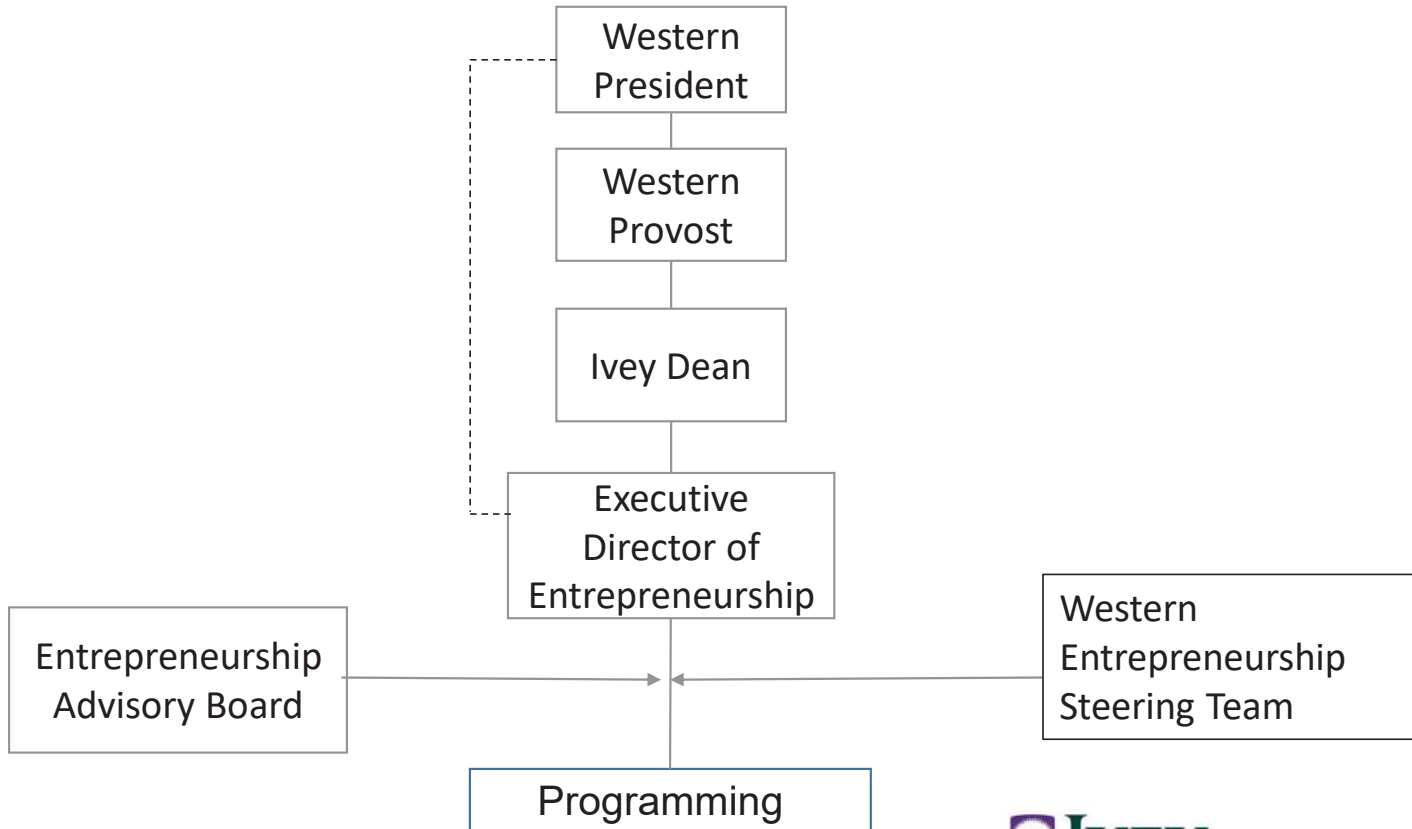 Western
President
Western
Provost
Ivey Dean
Executive
Director of
Entrepreneurship
Entrepreneurship
Advisory Board
Western
Entrepreneurship
Steering Team
Programming